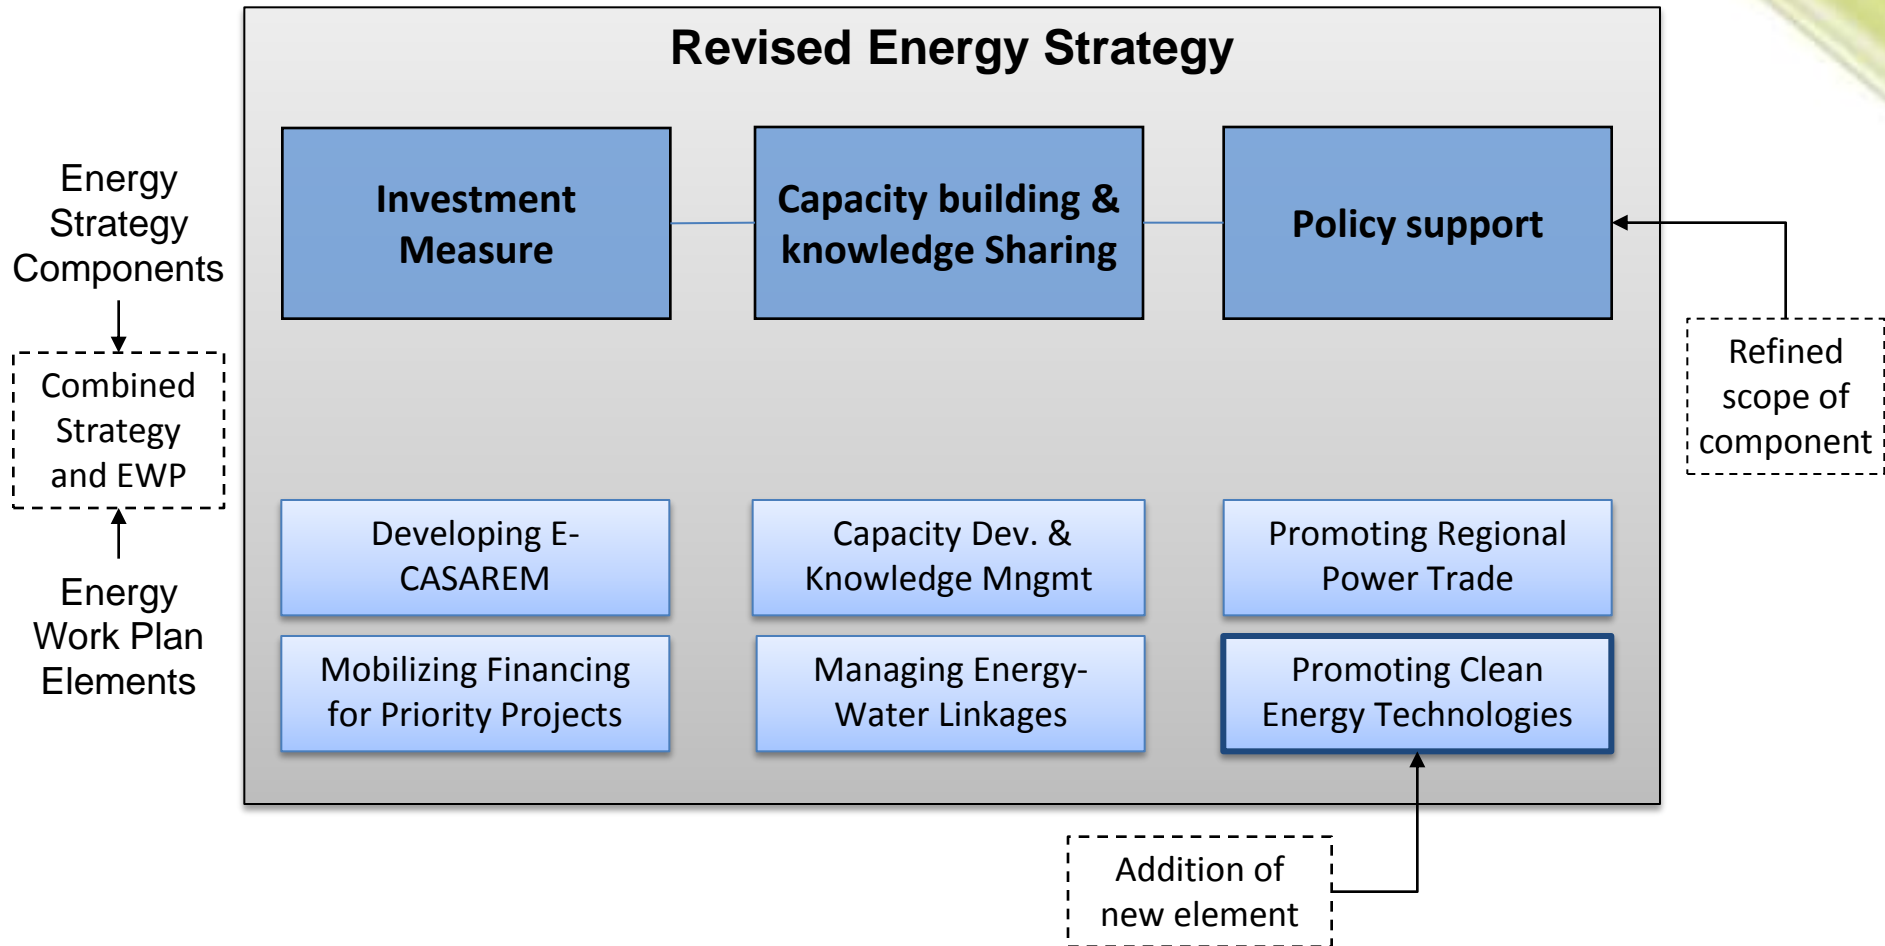 Revised Energy Strategy
Energy
Strategy
Components
Investment
Measure
Capacity building &
knowledge Sharing
Policy support
Combined
Strategy
and EWP
Refined
scope of
component
Energy
Work Plan
Elements
Developing E-
CASAREM
Capacity Dev. &
Knowledge Mngmt
Promoting Regional
Power Trade
Mobilizing Financing
for Priority Projects
Managing Energy-
Water Linkages
Promoting Clean
Energy Technologies
Addition of
new element